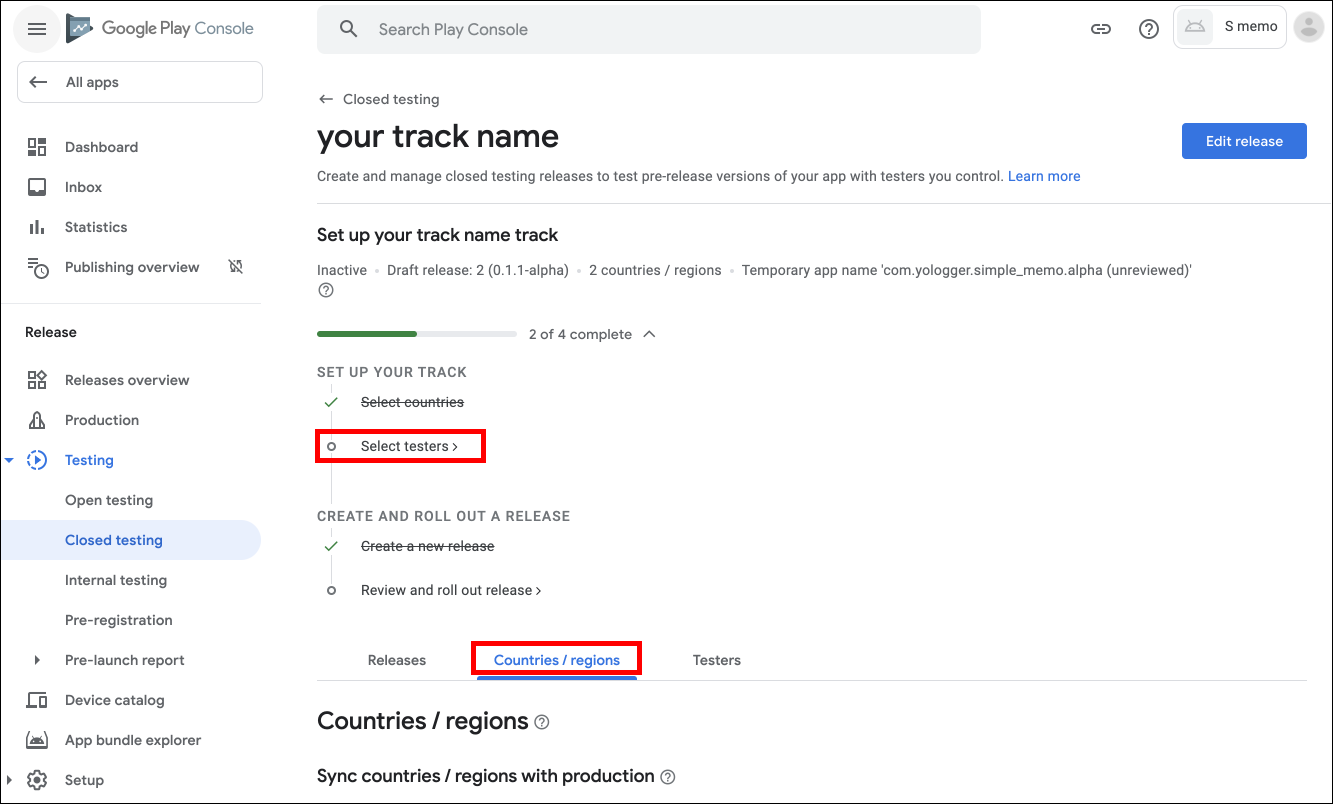 Google Play Console
Search Play Console
S memo
All apps
Dashboard
Inbox
Statistics
Publishing overview
Release
Releases overview
Production
Testing
Open testing
Closed testing
Internal testing
Pre-registration
Pre-launch report
Device catalog
App bundle explorer
Setup
Closed testing
your track name
Edit release
Create and manage closed testing releases to test pre-release versions of your app with testers you control. Learn more
Set up your track name track
Inactive • Draft release: 2 (0.1.1-alpha) • 2 countries / regions • Temporary app name 'com.yologger.simple_memo.alpha (unreviewed)'
2 of 4 complete
SET UP YOUR TRACK
Select countries
Select testers ›
CREATE AND ROLL OUT A RELEASE
Create a new release
Review and roll out release ›
Releases
Countries / regions
Testers
Countries / regions
Sync countries / regions with production